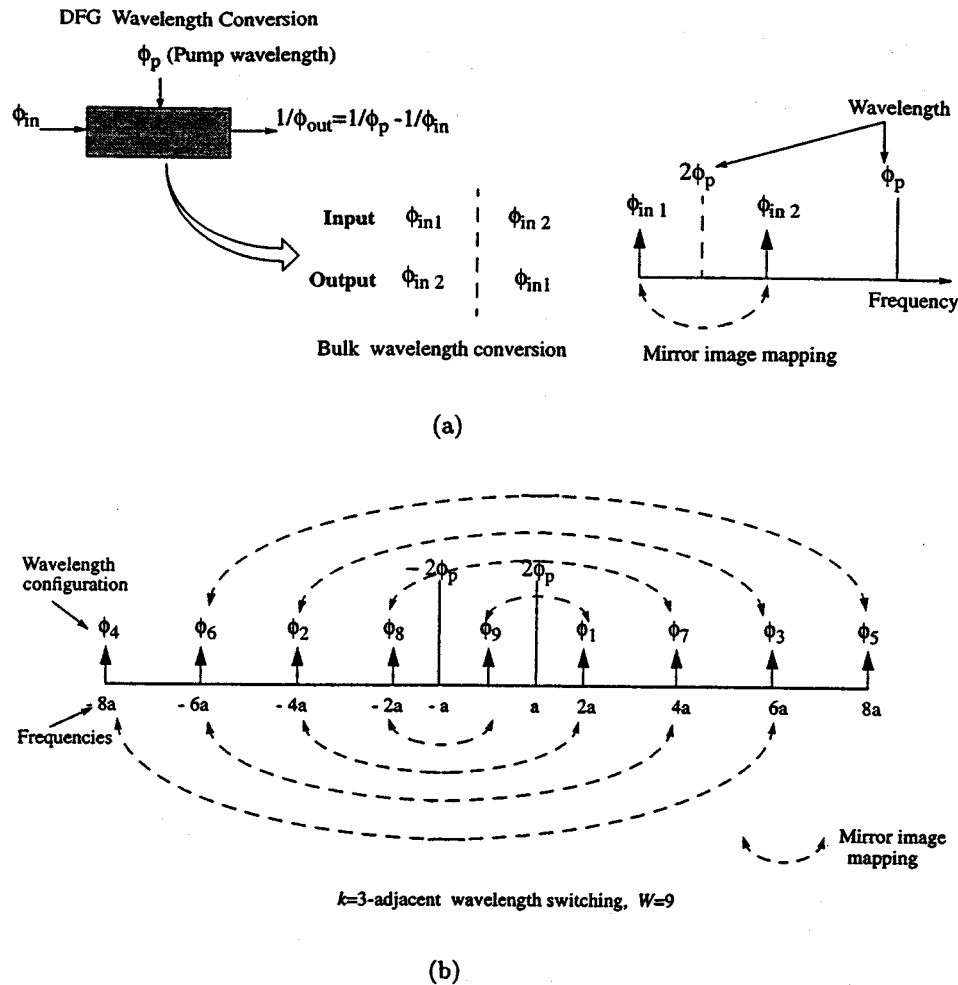 DFG Wavelength Conversion
ϕp (Pump wavelength)
ϕin
1/ϕout=1/ϕp -1/ϕin
Input ϕin1 ϕin 2
Output ϕin 2 ϕin1
Bulk wavelength conversion
Wavelength
2ϕp
ϕp
ϕin 1
ϕin 2
Frequency
Mirror image mapping
(a)
Wavelength
configuration
- 2ϕp 2ϕp
ϕ4 ϕ6 ϕ2 ϕ8 ϕ9 ϕ1 ϕ7 ϕ3 ϕ5
- 8a - 6a - 4a - 2a - a a 2a 4a 6a 8a
Frequencies
Mirror image
mapping
k=3-adjacent wavelength switching, W=9
(b)